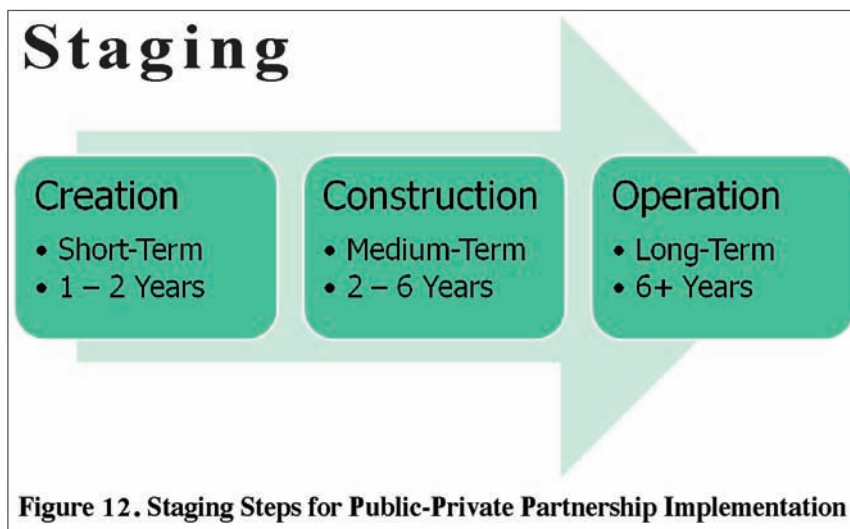 Staging
Creation
• Short-Term
• 1 – 2 Years
Construction
• Medium-Term
• 2 – 6 Years
Operation
• Long-Term
• 6+ Years
Figure 12. Staging Steps for Public-Private Partnership Implementation